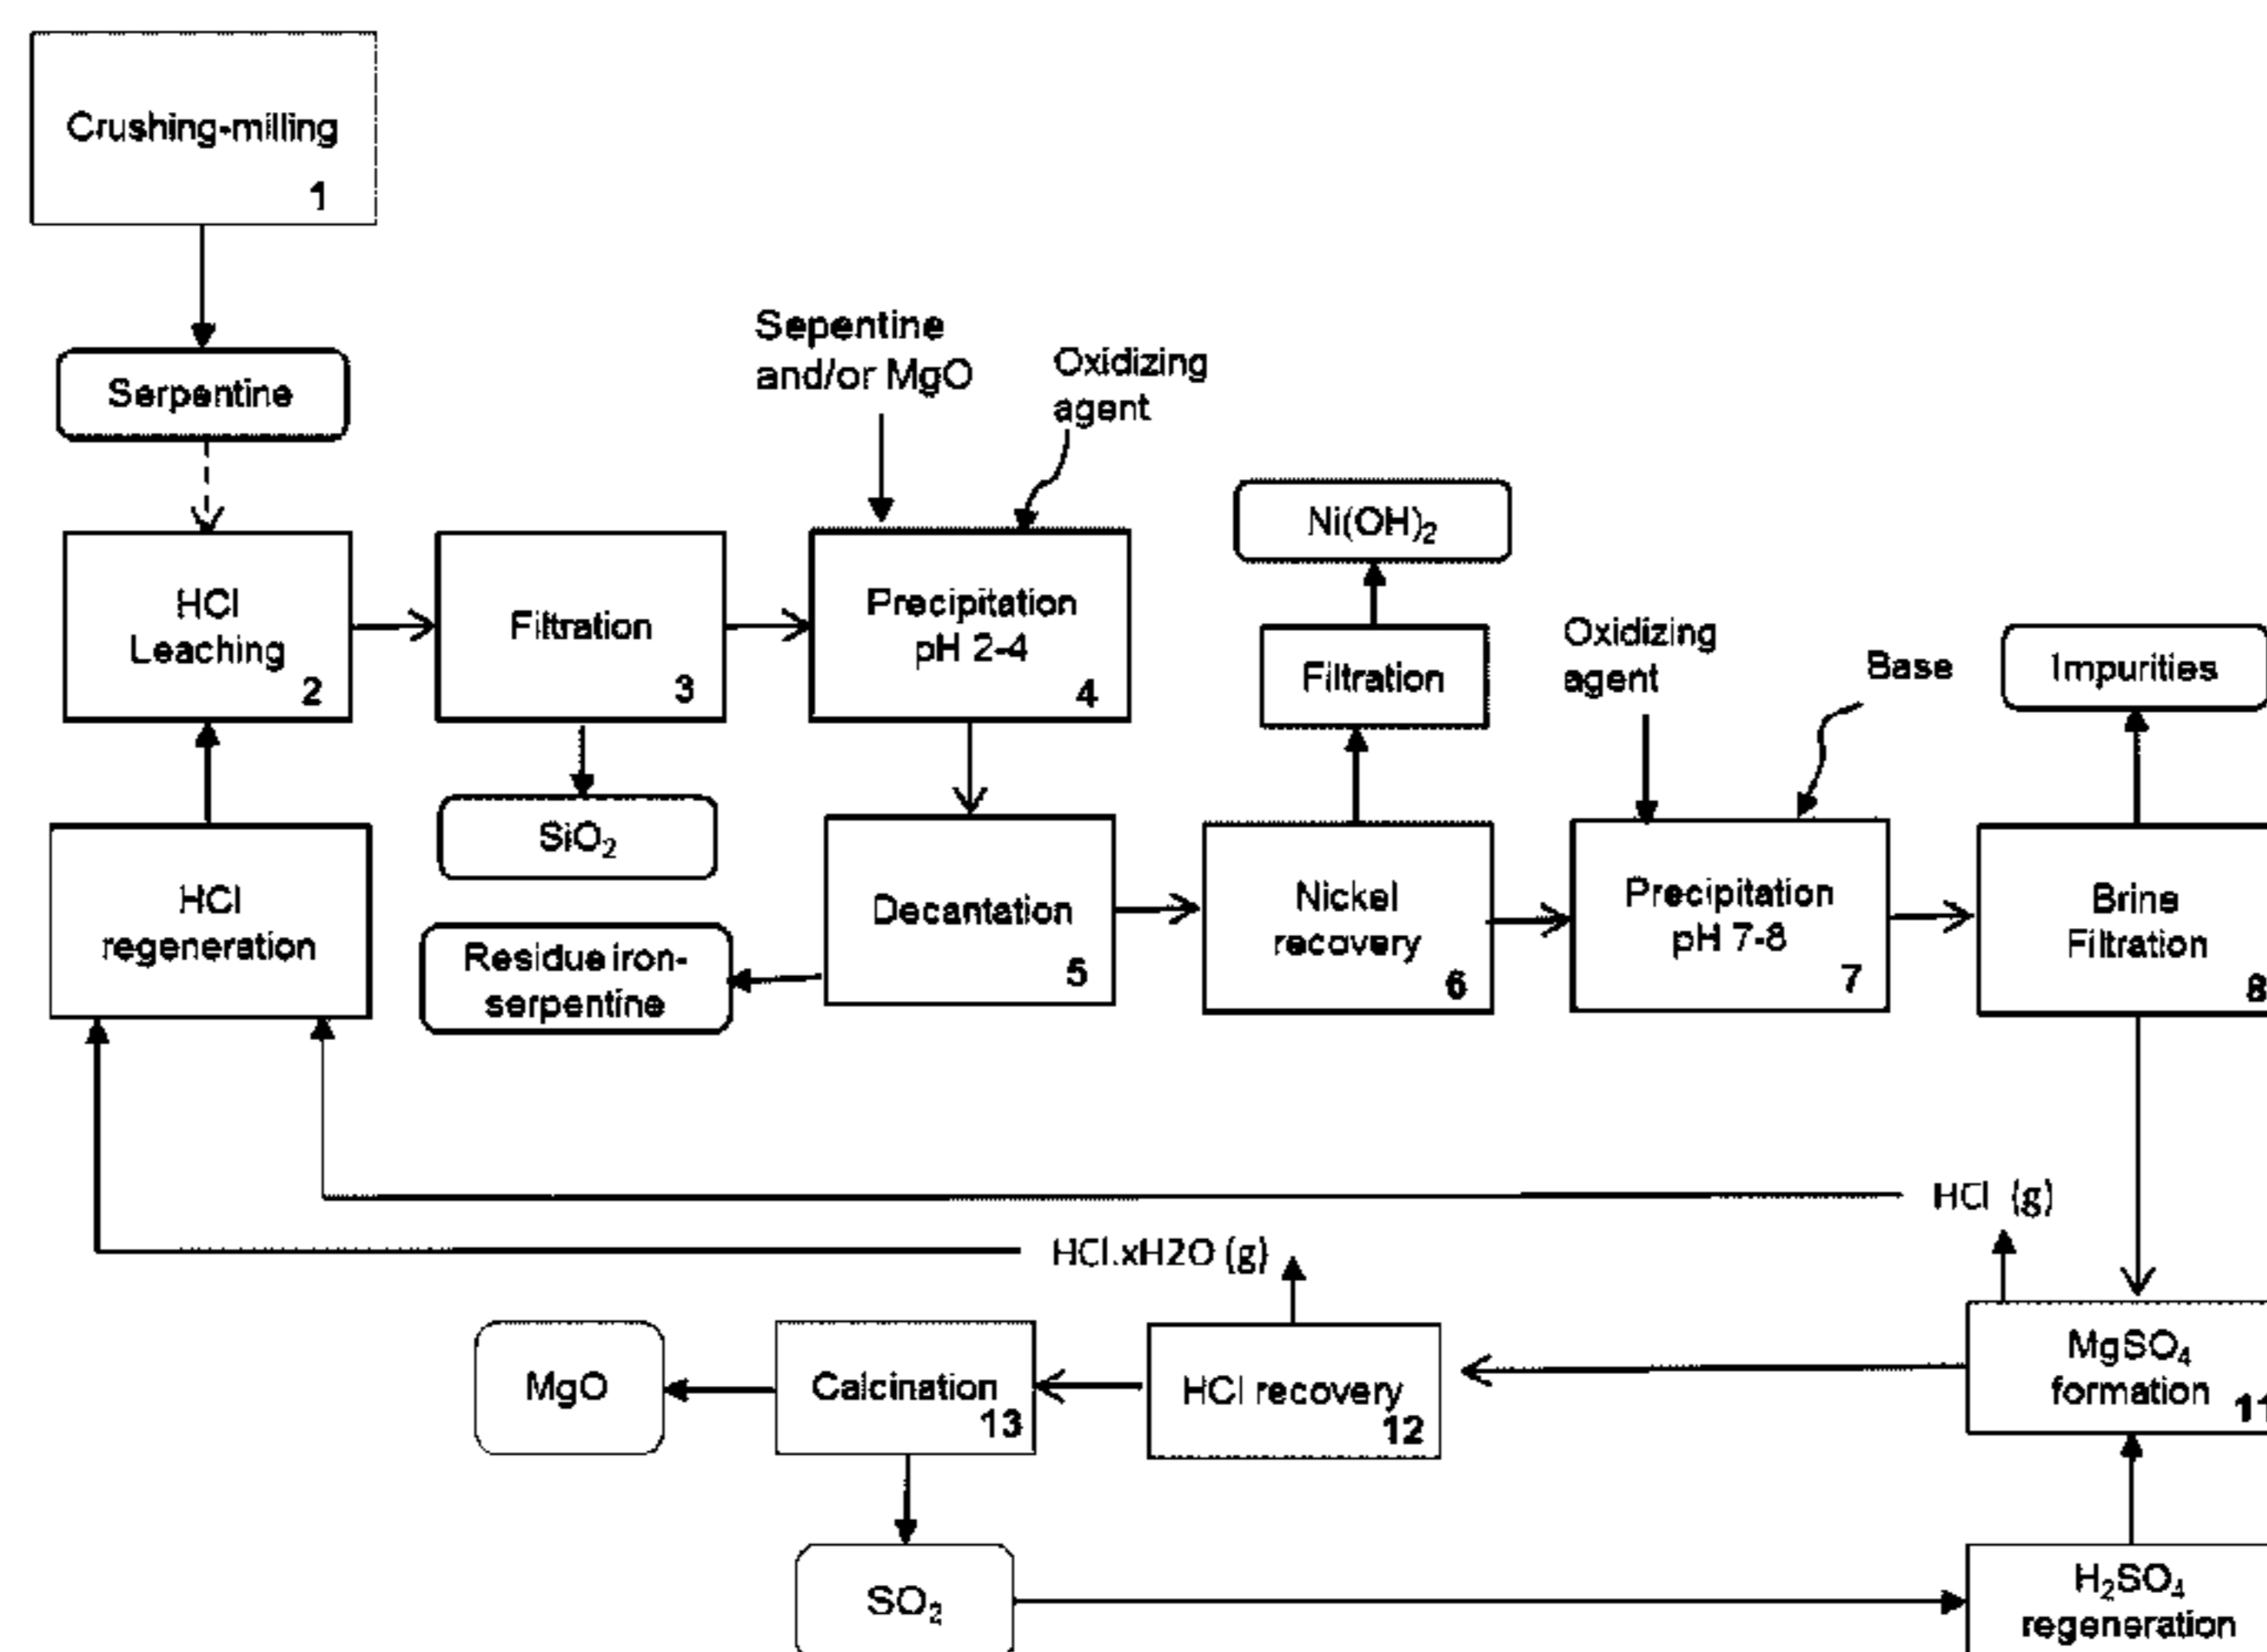 Crushing-milling
1
Serpentine
Sepentine
and/or MgO
Oxidizing
agent
HCl
Leaching
2
Filtration
3
Precipitation
pH 2-4
4
Ni(OH)₂
Filtration
Oxidizing
agent
Base
Impurities
HCl
regeneration
SiO₂
Residue iron-
serpentine
Decantation
5
Nickel
recovery
6
Precipitation
pH 7-8
7
Brine
Filtration
8
HCl (g)
HCl.xH2O (g)
MgO
Calcination
13
HCl recovery
12
MgSO₄
formation
11
SO₂
H₂SO₄
regeneration